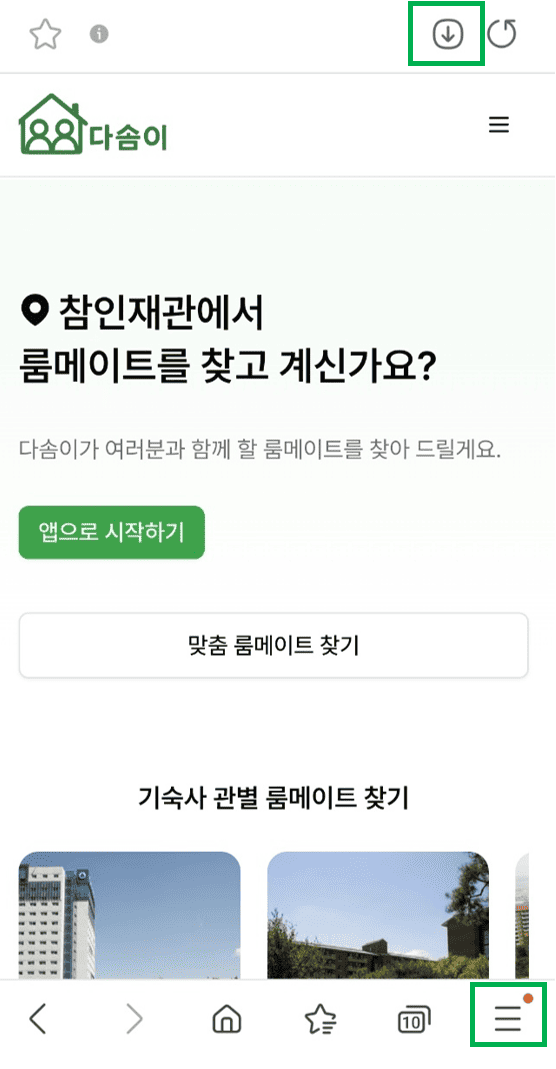 다솜이
참인재관에서
룸메이트를 찾고 계신가요?
다솜이가 여러분과 함께 할 룸메이트를 찾아 드릴게요.
앱으로 시작하기
맞춤 룸메이트 찾기
기숙사 관별 룸메이트 찾기
10